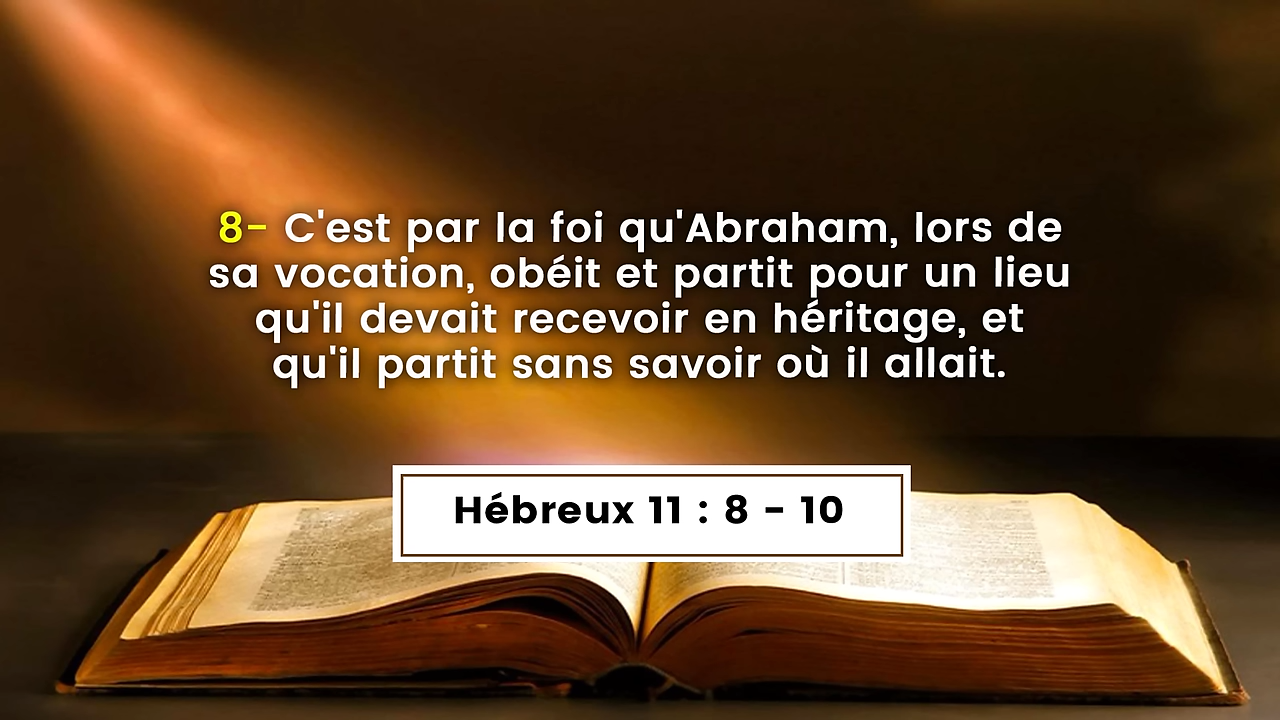 8- C'est par la foi qu'Abraham, lors de
sa vocation, obéit et partit pour un lieu
qu'il devait recevoir en héritage, et
qu'il partit sans savoir où il allait.
Hébreux 11 : 8 - 10